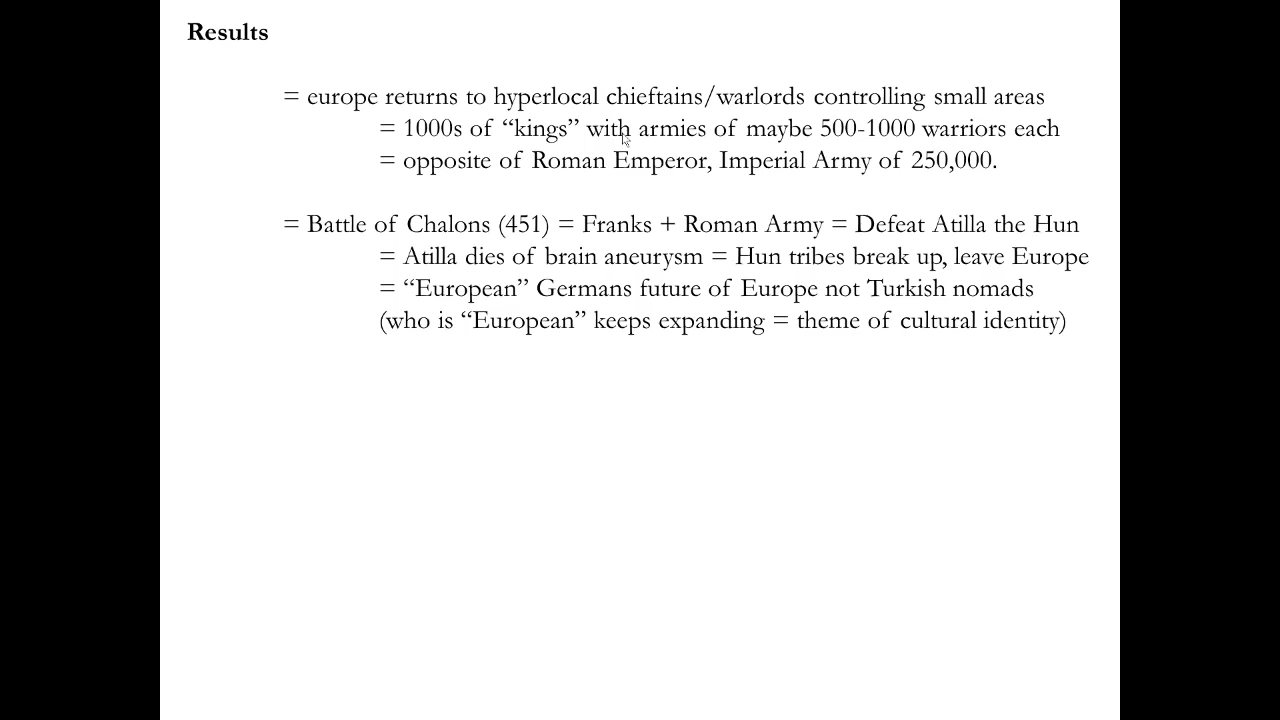 Results
= europe returns to hyperlocal chieftains/warlords controlling small areas
= 1000s of “kings” with armies of maybe 500-1000 warriors each
= opposite of Roman Emperor, Imperial Army of 250,000.
= Battle of Chalons (451) = Franks + Roman Army = Defeat Atilla the Hun
= Atilla dies of brain aneurysm = Hun tribes break up, leave Europe
= “European” Germans future of Europe not Turkish nomads
(who is “European” keeps expanding = theme of cultural identity)